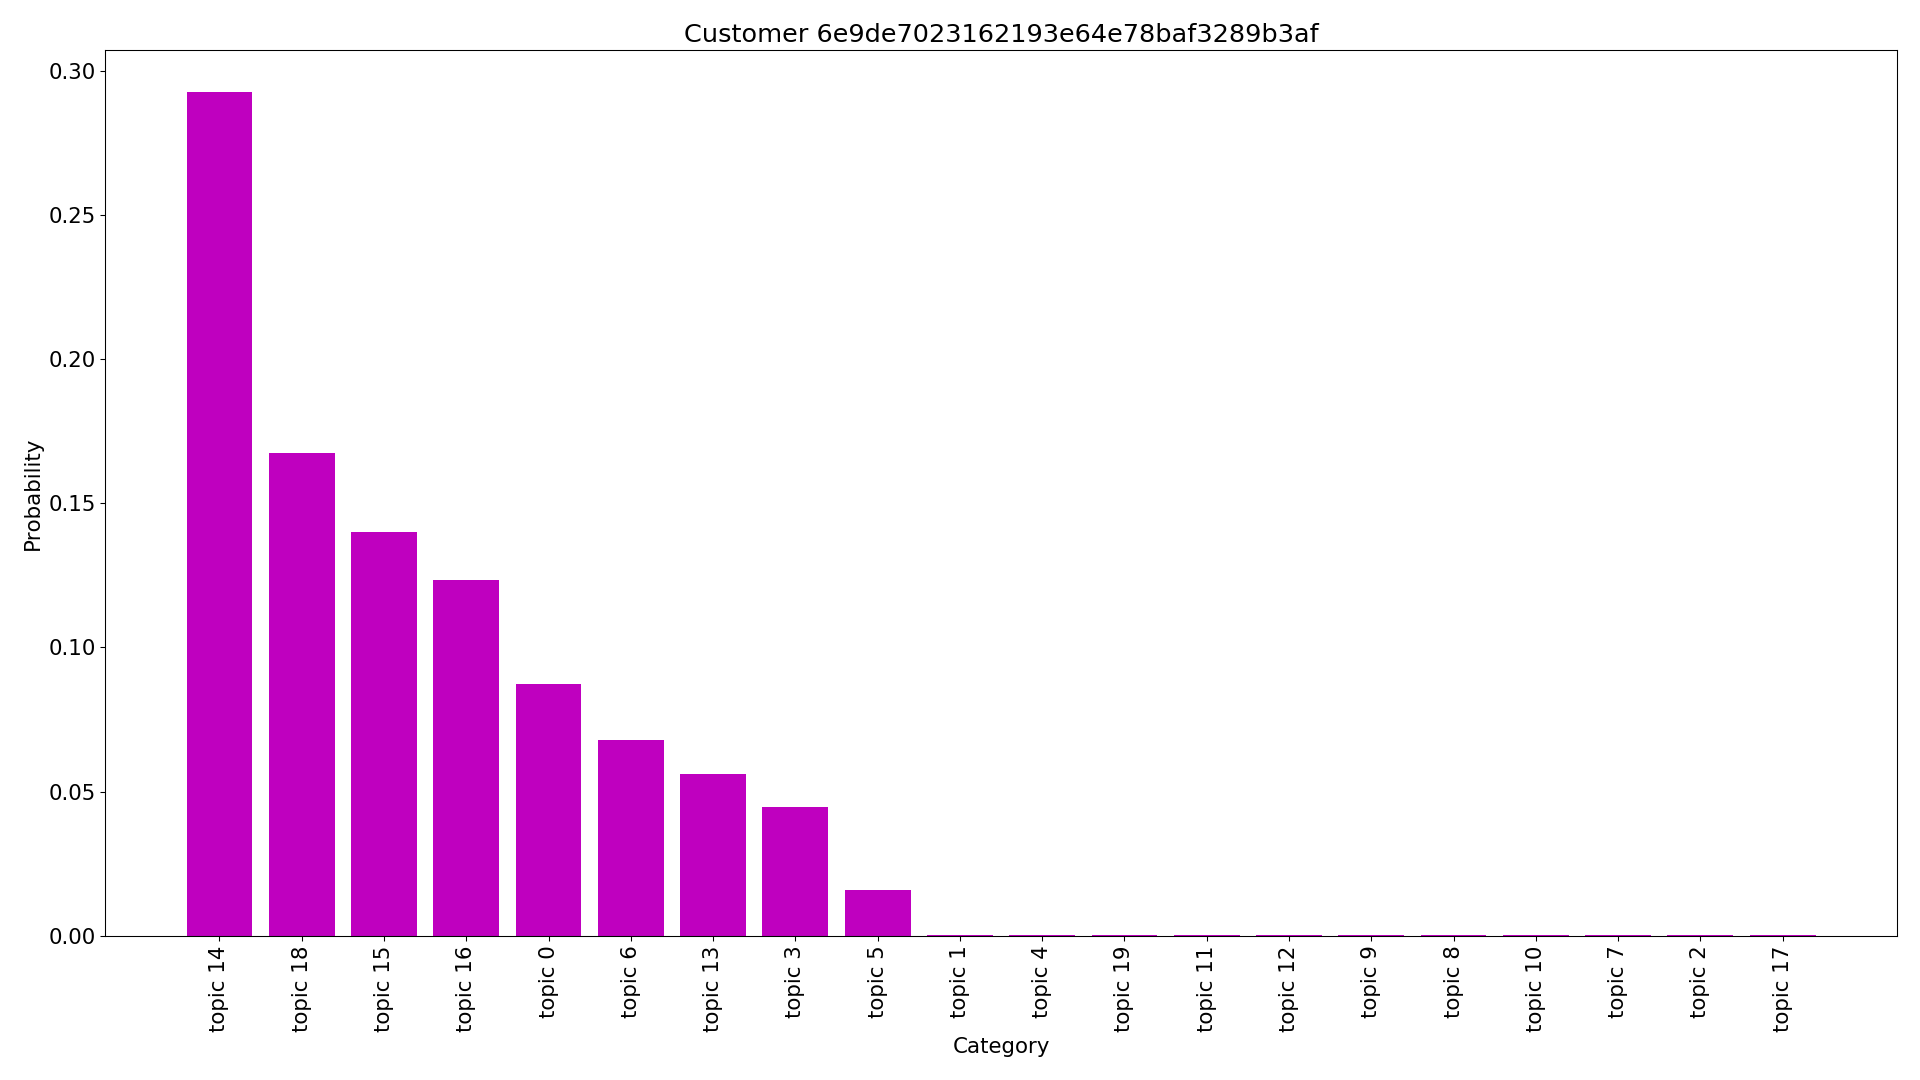 Customer 6e9de7023162193e64e78baf3289b3af
Probability
0.30
0.25
0.20
0.15
0.10
0.05
0.00
topic 14
topic 18
topic 15
topic 16
topic 0
topic 6
topic 13
topic 3
topic 5
topic 1
topic 4
topic 19
topic 11
topic 12
topic 9
topic 8
topic 10
topic 7
topic 2
topic 17
Category